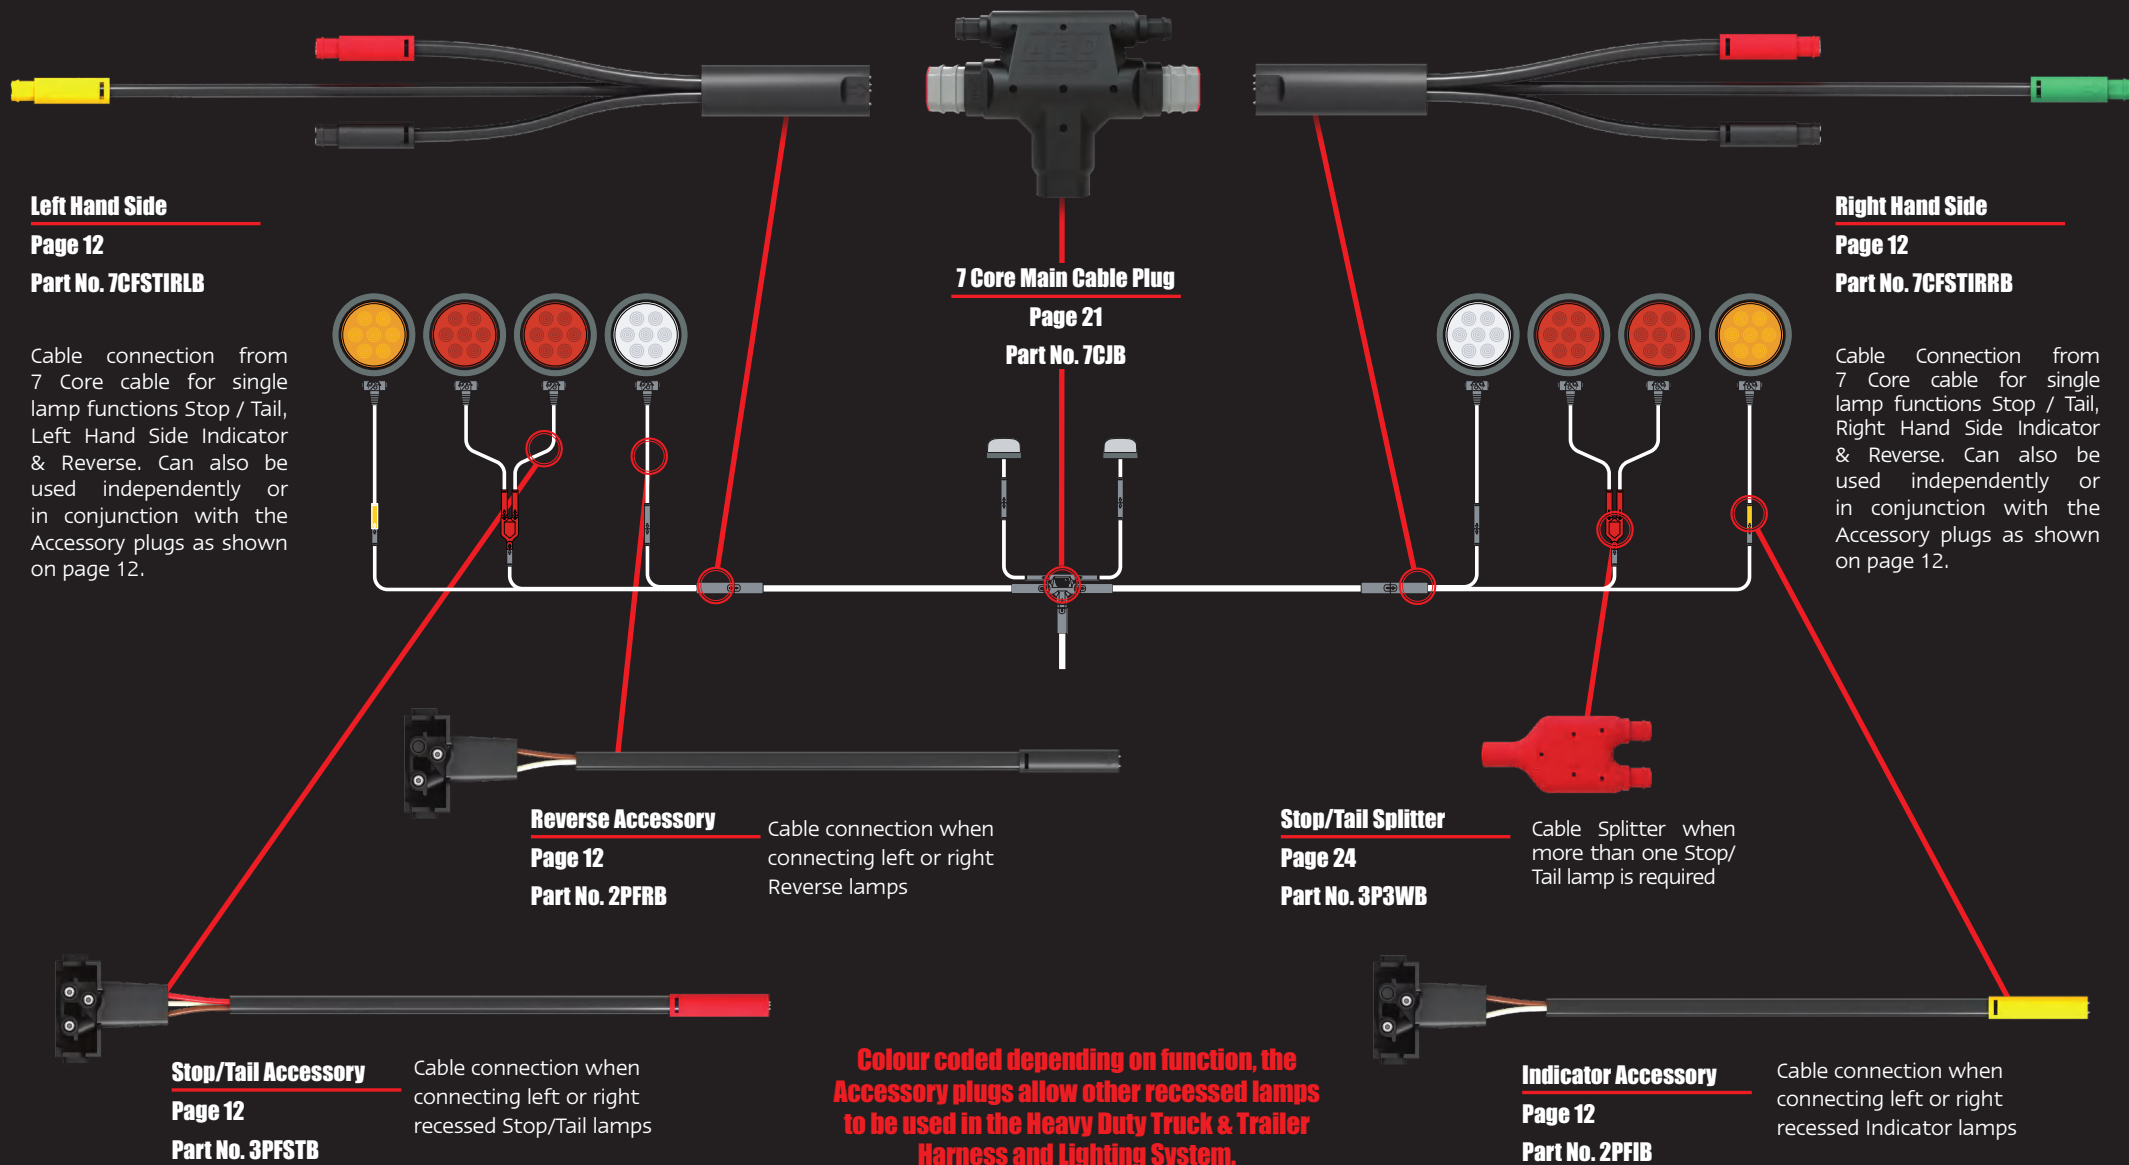 Left Hand Side
Page 12
Part No. 7CFSTIRLB
Cable connection from
7 Core cable for single
lamp functions Stop / Tail,
Left Hand Side Indicator
& Reverse. Can also be
used independently or
in conjunction with the
Accessory plugs as shown
on page 12.
7 Core Main Cable Plug
Page 21
Part No. 7CJB
Right Hand Side
Page 12
Part No. 7CFSTIRRB
Cable Connection from
7 Core cable for single
lamp functions Stop / Tail,
Right Hand Side Indicator
& Reverse. Can also be
used independently or
in conjunction with the
Accessory plugs as shown
on page 12.
Reverse Accessory
Page 12
Part No. 2PFRB
Cable connection when
connecting left or right
Reverse lamps
Stop/Tail Splitter
Page 24
Part No. 3P3WB
Cable Splitter when
more than one Stop/
Tail lamp is required
Stop/Tail Accessory
Page 12
Part No. 3PFSTB
Cable connection when
connecting left or right
recessed Stop/Tail lamps
Colour coded depending on function, the
Accessory plugs allow other recessed lamps
to be used in the Heavy Duty Truck & Trailer
Harness and Lighting System.
Indicator Accessory
Page 12
Part No. 2PFIB
Cable connection when
connecting left or right
recessed Indicator lamps